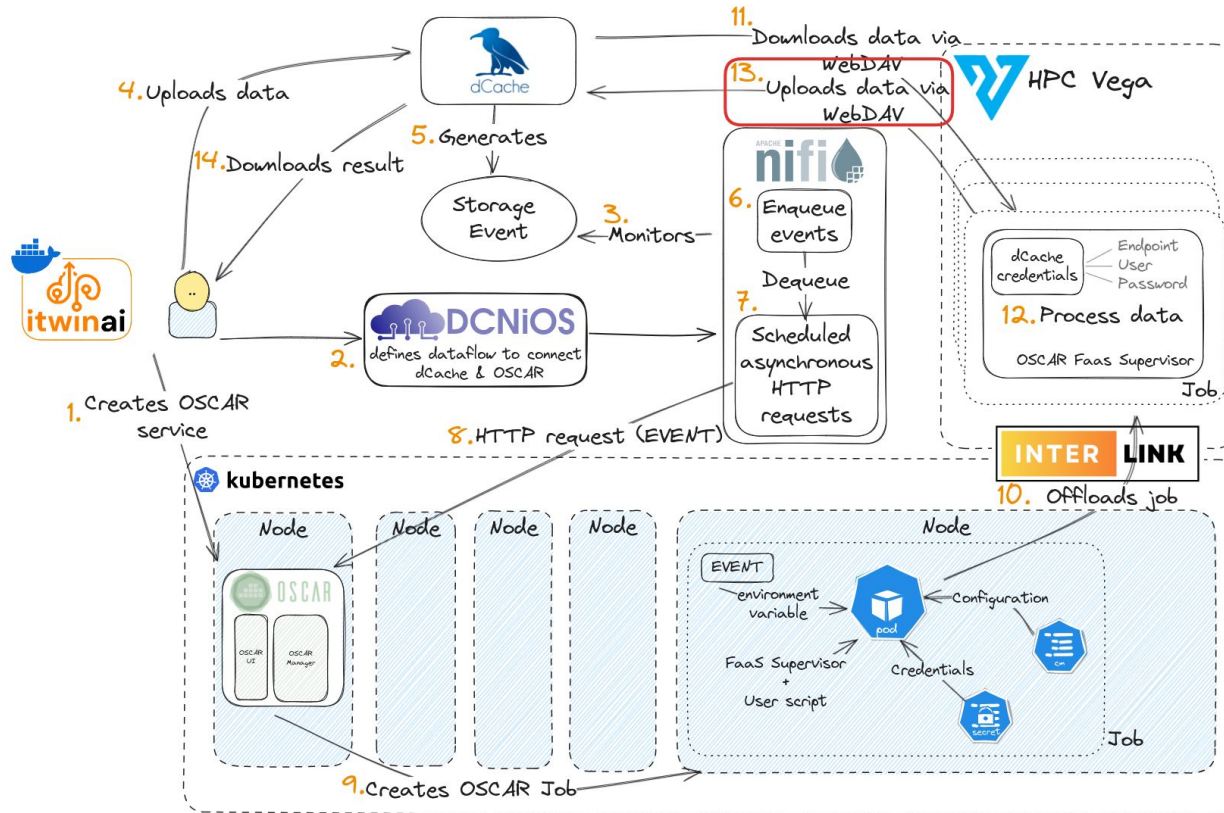 11.
Downloads data via
WebDAV
13.
Uploads data via
WebDAV
HPC Vega
dCache
4. Uploads data
5. Generates
14. Downloads result
APACHE
nifi
Storage
Event
3.
Monitors
6.
Enqueue
events
Dequeue
7.
Scheduled
asynchronous
HTTP
requests
dCache
credentials
Endpoint
User
Password
12. Process data
OSCAR FaaS Supervisor
Job
itwinai
2.
DCNiOS
defines dataflow to connect
dCache & OSCAR
1. Creates OSCAR
service
8. HTTP request (EVENT)
INTER LINK
10. Offloads job
kubernetes
Node
Node
Node
Node
Node
OSCAR
OSCAR
UI
OSCAR
Manager
EVENT
environment
variable
pod
Configuration
cm
FaaS Supervisor
+
User script
Credentials
secret
Job
9. Creates OSCAR Job